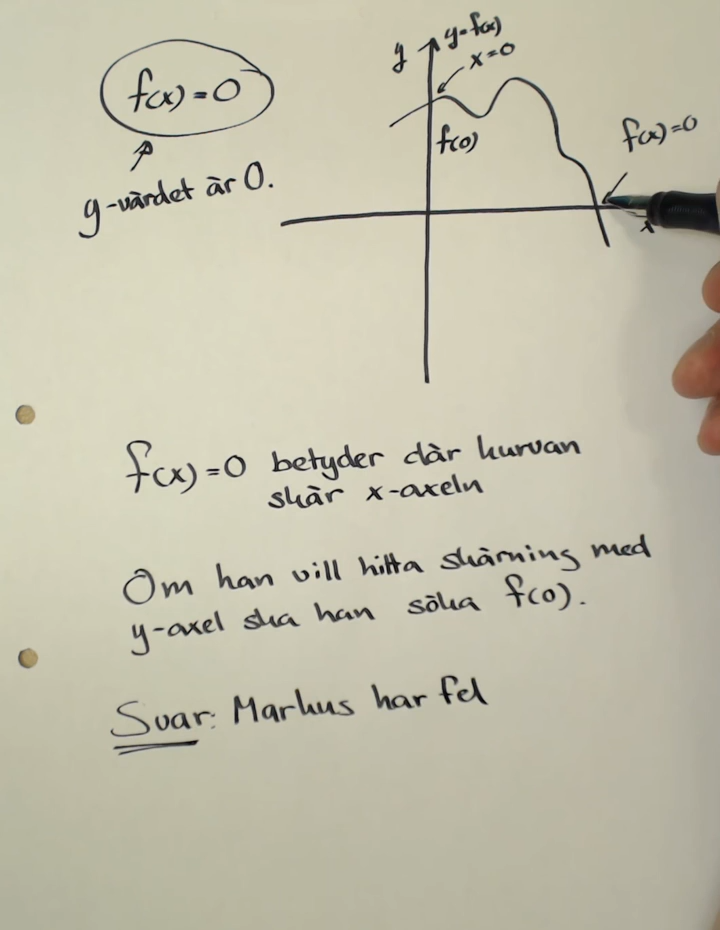 f(x)=0
y-värdet är 0.
y
y=f(x)
x=0
f(0)
f(x)=0
x
f(x)=0 betyder där kurvan
skär x-axeln
Om han vill hitta skärning med
y-axel ska han söka f(0).
Svar: Markus har fel